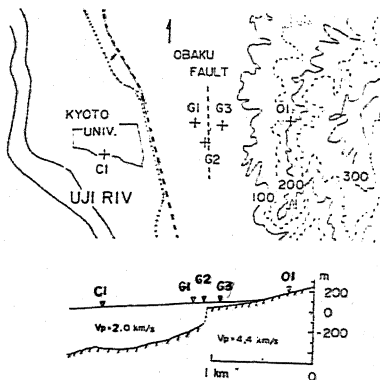 OBAKU
FAULT
G1 G3 O1
G2
KYOTO
UNIV.
C1
UJI RIV
100 200 300
C1 G1 G2 G3 O1 m
200
0
-200
Vp=2.0 km/s Vp=4.4 km/s
1 km 0